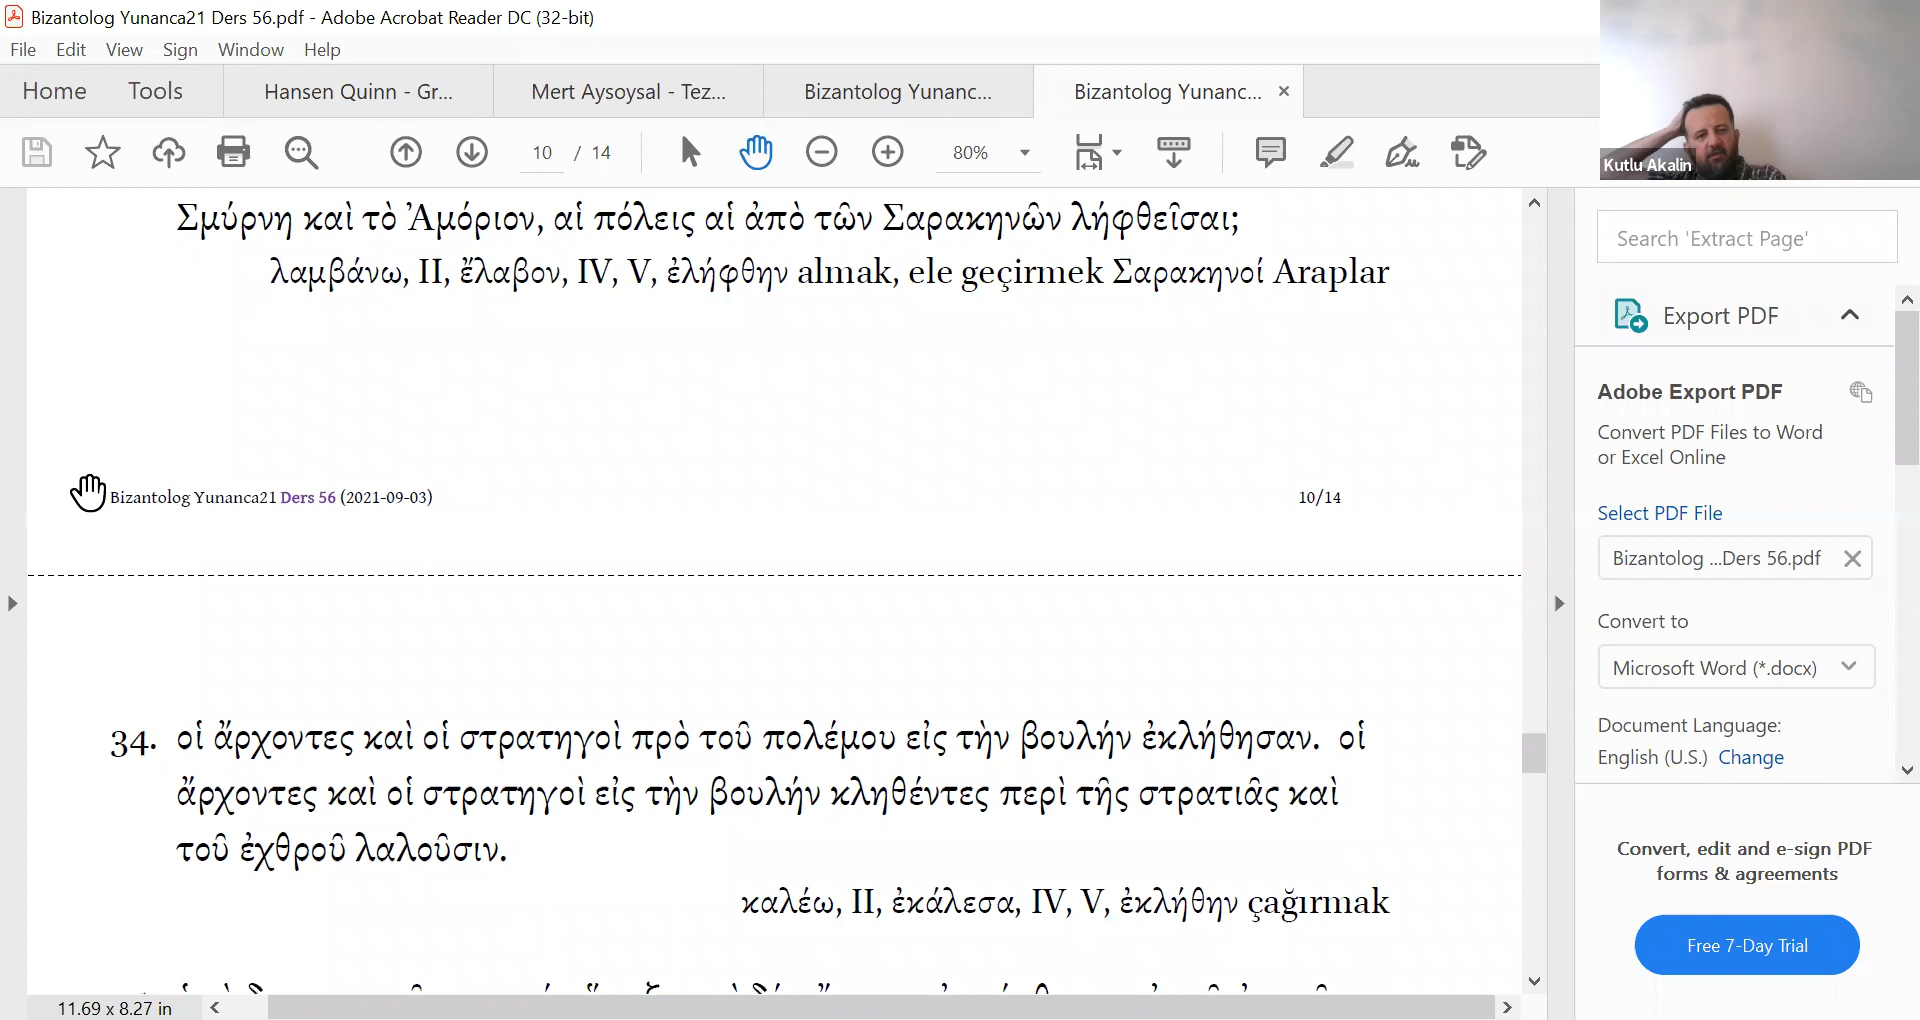 Bizantolog Yunanca21 Ders 56.pdf - Adobe Acrobat Reader DC (32-bit)
File Edit View Sign Window Help
Home Tools Hansen Quinn - Gr... Mert Aysoysal - Tez... Bizantolog Yunanc... Bizantolog Yunanc...
10 / 14 80%
Kutlu Akalin
Σμύρνη καὶ τὸ Ἀμόριον, αἱ πόλεις αἱ ἀπὸ τῶν Σαρακηνῶν λήφθεῖσαι;
λαμβάνω, II, ἔλαβον, IV, V, ἐλήφθην almak, ele geçirmek Σαρακηνοί Araplar
Bizantolog Yunanca21 Ders 56 (2021-09-03) 10/14
34. οἱ ἄρχοντες καὶ οἱ στρατηγοὶ πρὸ τοῦ πολέμου εἰς τὴν βουλήν ἐκλήθησαν. οἱ
ἄρχοντες καὶ οἱ στρατηγοὶ εἰς τὴν βουλήν κληθέντες περὶ τῆς στρατιᾶς καὶ
τοῦ ἐχθροῦ λαλοῦσιν.
καλέω, II, ἐκάλεσα, IV, V, ἐκλήθην çağırmak
11.69 x 8.27 in
Search 'Extract Page'
Export PDF
Adobe Export PDF
Convert PDF Files to Word
or Excel Online
Select PDF File
Bizantolog ...Ders 56.pdf
Convert to
Microsoft Word (*.docx)
Document Language:
English (U.S.) Change
Convert, edit and e-sign PDF
forms & agreements
Free 7-Day Trial